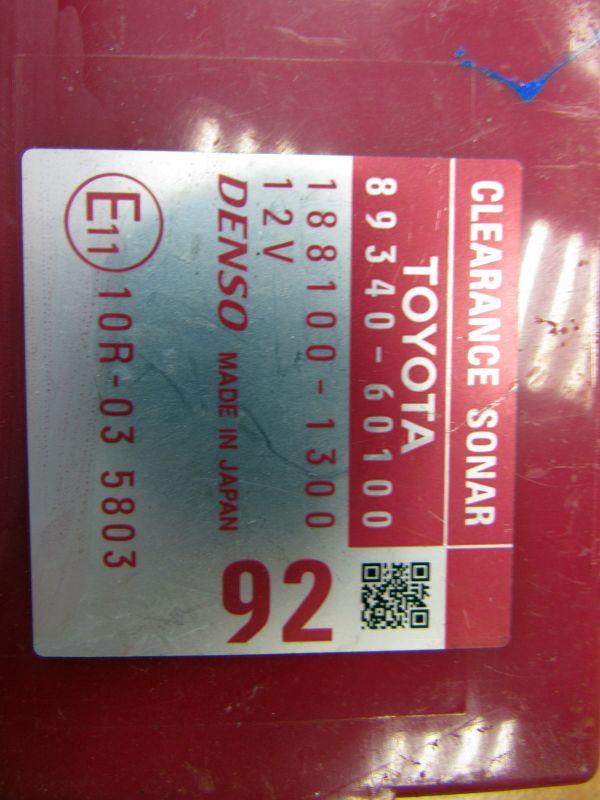 CLEARANCE SONAR
TOYOTA
89340-60100
188100-1300
12V
DENSO MADE IN JAPAN
92
E11 10R-03 5803